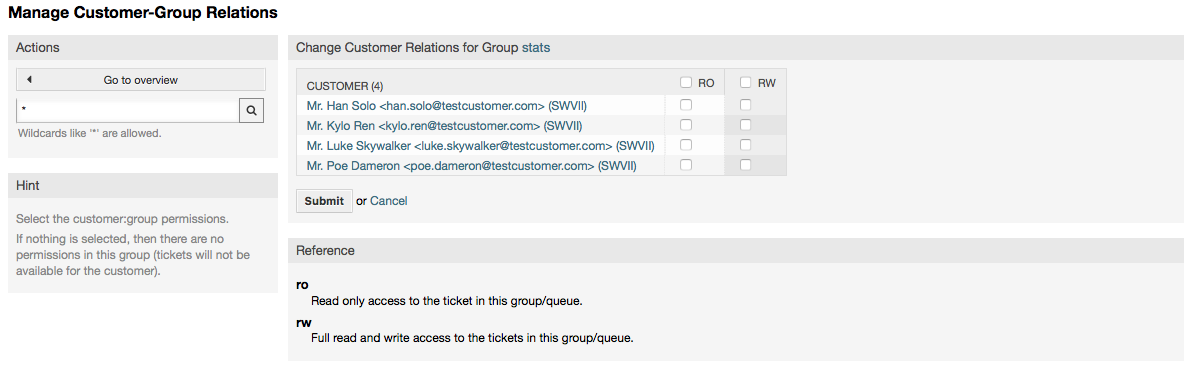 Manage Customer-Group Relations
Actions
Go to overview
*
Wildcards like '*' are allowed.
Hint
Select the customer:group permissions.
If nothing is selected, then there are no
permissions in this group (tickets will not be
available for the customer).
Change Customer Relations for Group stats
CUSTOMER (4) RO RW
Mr. Han Solo <han.solo@testcustomer.com> (SWVII)
Mr. Kylo Ren <kylo.ren@testcustomer.com> (SWVII)
Mr. Luke Skywalker <luke.skywalker@testcustomer.com> (SWVII)
Mr. Poe Dameron <poe.dameron@testcustomer.com> (SWVII)
Submit or Cancel
Reference
ro
Read only access to the ticket in this group/queue.
rw
Full read and write access to the tickets in this group/queue.